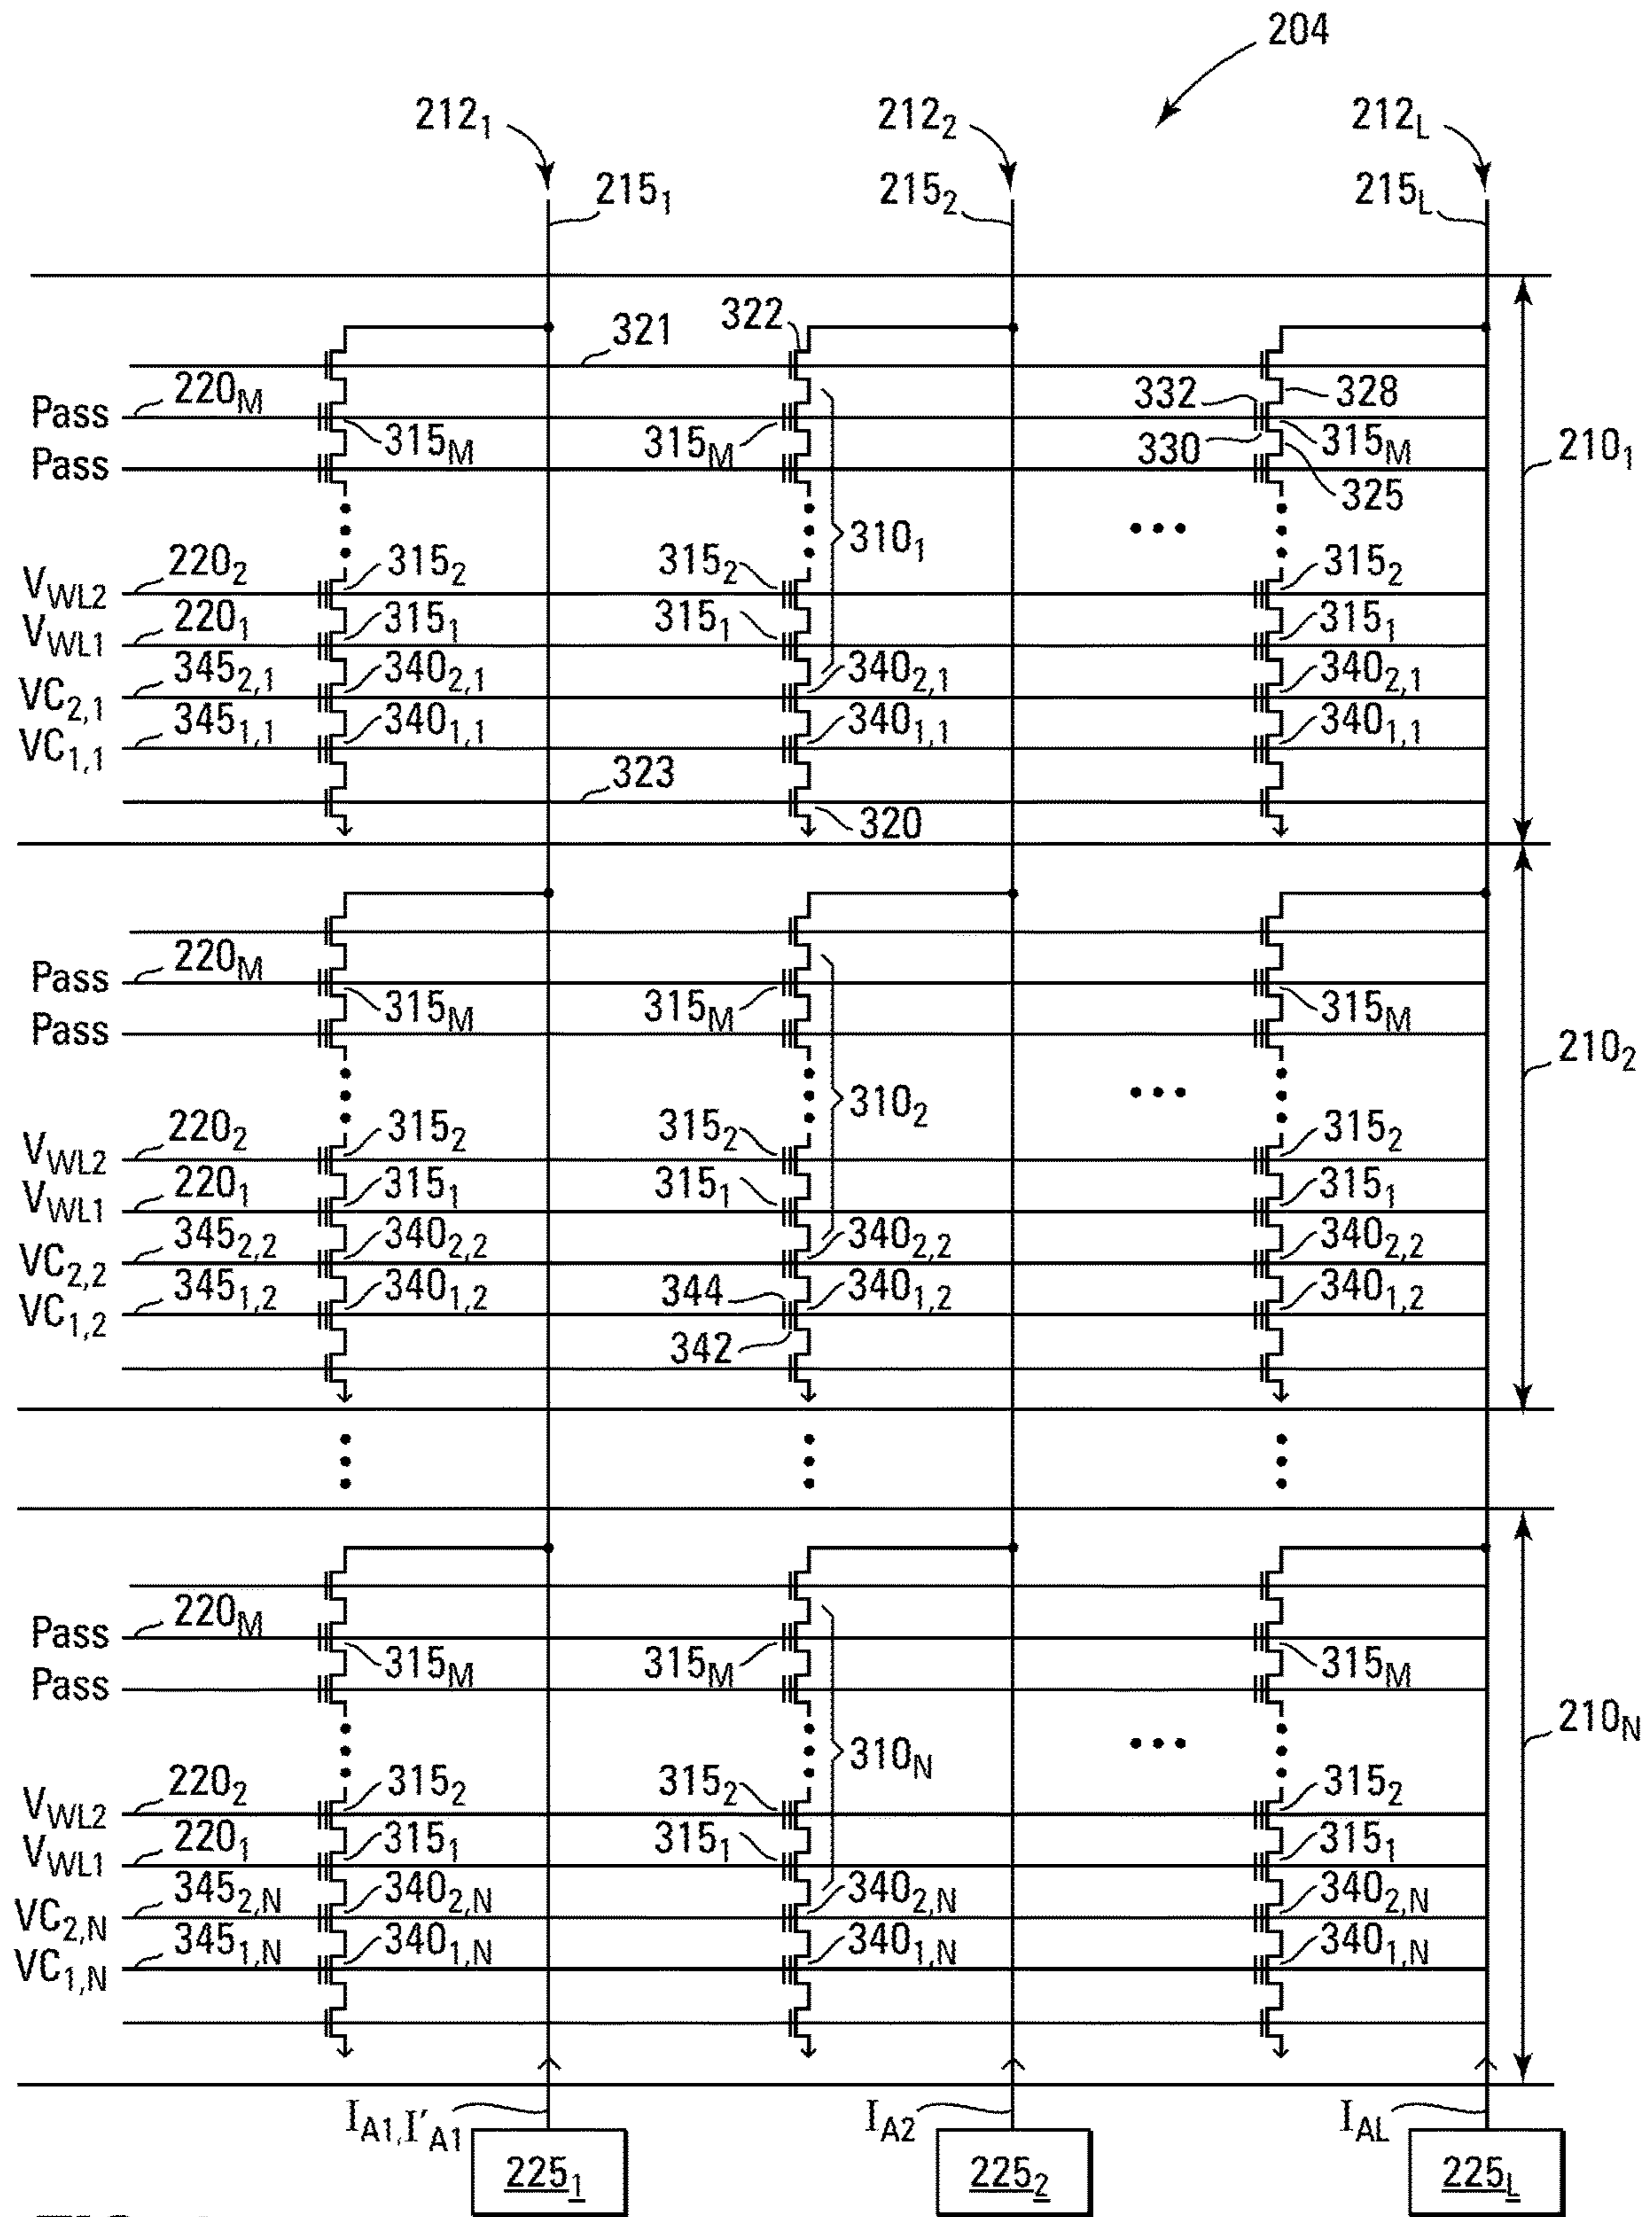 204
212₁ 212₂ 212L
215₁ 215₂ 215L
322
321
Pass 220M 332 328
315M 315M 330 315M 210₁
Pass 325
310₁
VWL2 220₂ 315₂ 315₂ 315₂
VWL1 220₁ 315₁ 315₁ 315₁
VC2,1 345₂,₁ 340₂,₁ 340₂,₁ 340₂,₁
VC1,1 345₁,₁ 340₁,₁ 340₁,₁ 340₁,₁
323
320
Pass 220M
315M 315M 315M
Pass 210₂
310₂
VWL2 220₂ 315₂ 315₂ 315₂
VWL1 220₁ 315₁ 315₁ 315₁
VC2,2 345₂,₂ 340₂,₂ 340₂,₂ 340₂,₂
VC1,2 345₁,₂ 340₁,₂ 344 340₁,₂ 340₁,₂
342
Pass 220M
315M 315M 315M
Pass
310N 210N
VWL2 220₂ 315₂ 315₂ 315₂
VWL1 220₁ 315₁ 315₁ 315₁
VC2,N 345₂,N 340₂,N 340₂,N 340₂,N
VC1,N 345₁,N 340₁,N 340₁,N 340₁,N
IA1, I′A1 IA2 IAL
225₁ 225₂ 225L